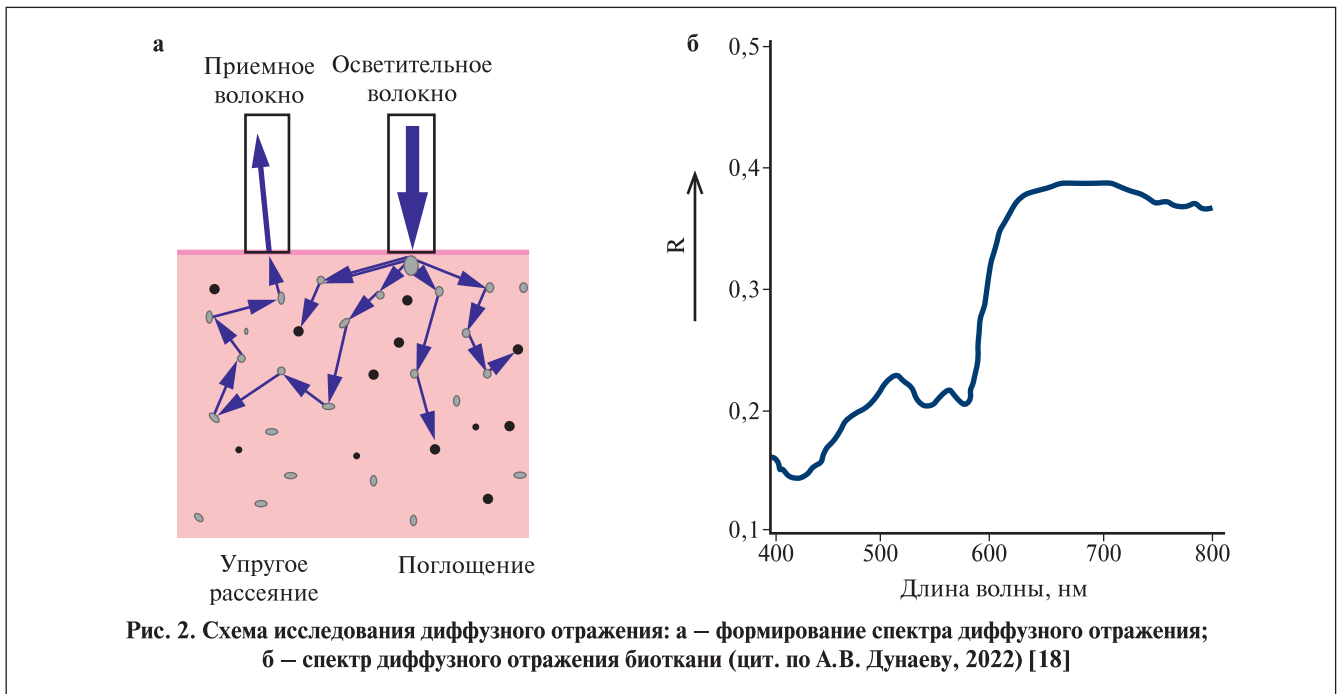 а
Приемное
волокно
Осветительное
волокно
Упругое
рассеяние
Поглощение
б
0,5
0,4
0,3
0,2
0,1
R
400 500 600 700 800
Длина волны, нм
Рис. 2. Схема исследования диффузного отражения: а – формирование спектра диффузного отражения;
б – спектр диффузного отражения биоткани (цит. по А.В. Дунаеву, 2022) [18]